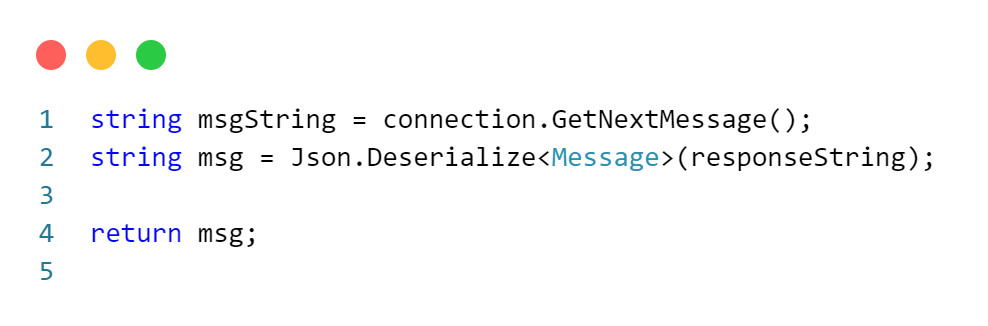 1 string msgString = connection.GetNextMessage();
2 string msg = Json.Deserialize<Message>(responseString);
3
4 return msg;
5